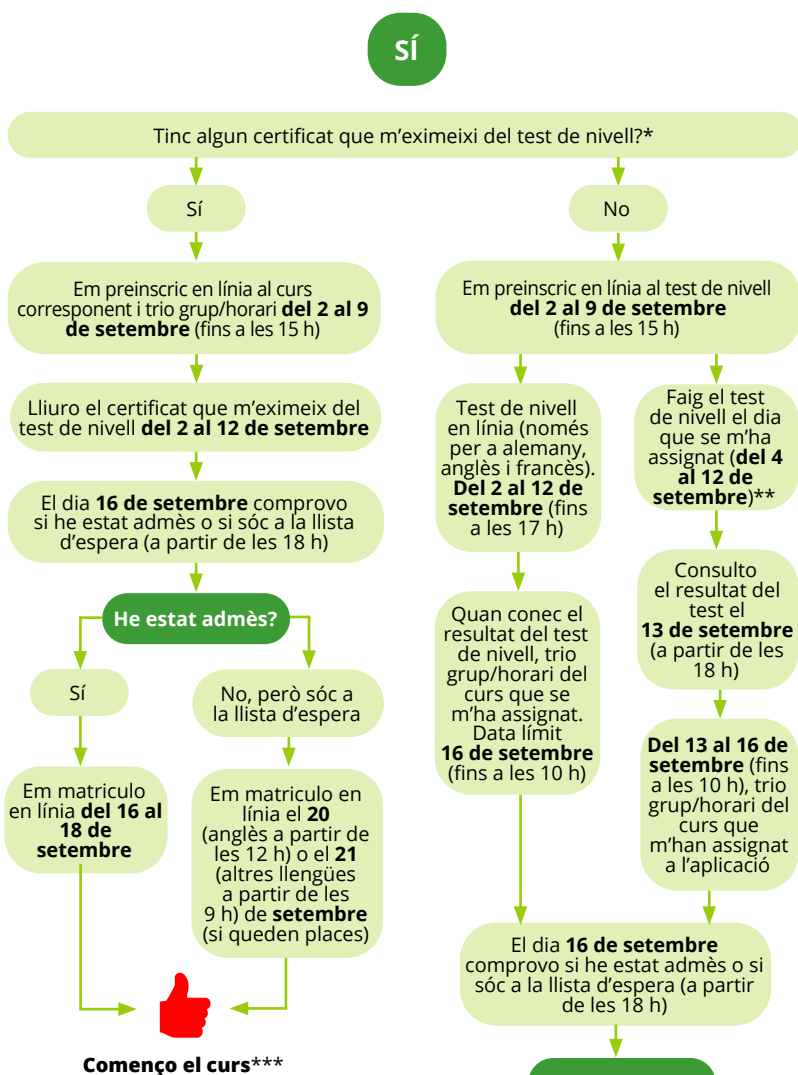 SÍ
Tinc algun certificat que m’eximeixi del test de nivell?*
Sí
Em preinscric en línia al curs
corresponent i trio grup/horari del 2 al 9
de setembre (fins a les 15 h)
Lliuro el certificat que m’eximeix del
test de nivell del 2 al 12 de setembre
El dia 16 de setembre comprovo
si he estat admès o si sóc a la llista
d’espera (a partir de les 18 h)
He estat admès?
Sí
Em matriculo
en línia del 16 al
18 de
setembre
No, però sóc a
la llista d’espera
Em matriculo en
línia el 20
(anglès a partir de
les 12 h) o el 21
(altres llengües
a partir de les
9 h) de setembre
(si queden places)
Començo el curs***
No
Em preinscric en línia al test de nivell
del 2 al 9 de setembre
(fins a les 15 h)
Test de nivell
en línia (només
per a alemany,
anglès i francès).
Del 2 al 12 de
setembre (fins
a les 17 h)
Quan conec el
resultat del test
de nivell, trio
grup/horari del
curs que se
m’ha assignat.
Data límit
16 de setembre
(fins a les 10 h)
Faig el test
de nivell el dia
que se m’ha
assignat (del 4
al 12 de
setembre)**
Consulto
el resultat del
test el
13 de setembre
(a partir de les
18 h)
Del 13 al 16 de
setembre (fins
a les 10 h), trio
grup/horari del
curs que
m’han assignat
a l’aplicació
El dia 16 de setembre
comprovo si he estat admès o si
sóc a la llista d’espera (a partir
de les 18 h)